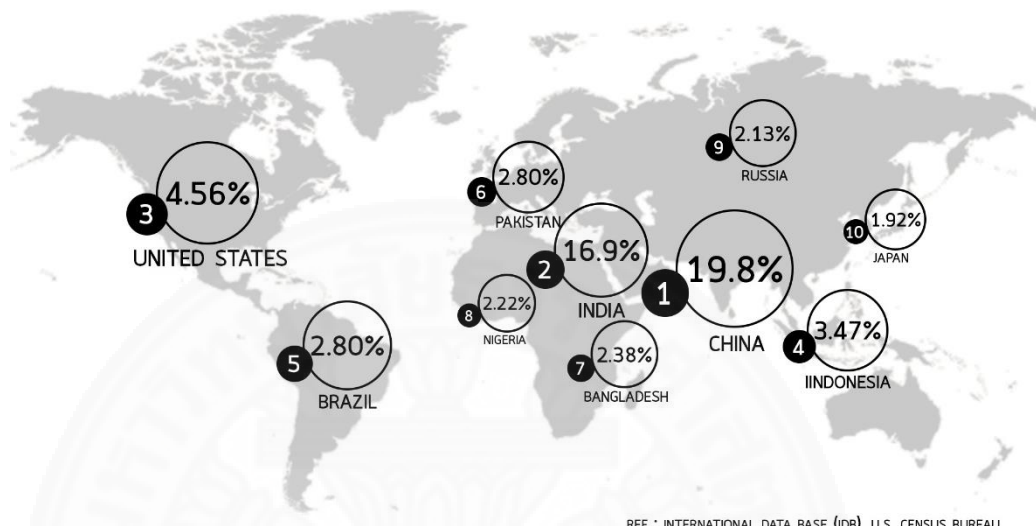 9
2.13%
RUSSIA
6
2.80%
PAKISTAN
3
4.56%
UNITED STATES
10
1.92%
JAPAN
2
16.9%
INDIA
1
19.8%
CHINA
8
2.22%
NIGERIA
4
3.47%
IINDONESIA
5
2.80%
BRAZIL
7
2.38%
BANGLADESH
REF : INTERNATIONAL DATA BASE (IDB), U.S. CENSUS BUREAU